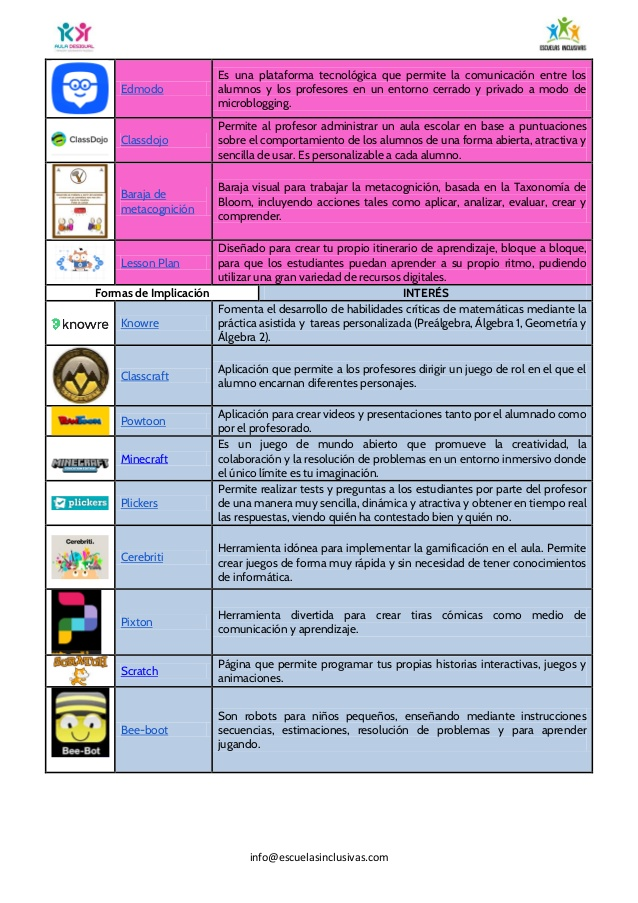 AULA DESIGUAL
ESCUELAS INCLUSIVAS
Edmodo
Es una plataforma tecnológica que permite la comunicación entre los
alumnos y los profesores en un entorno cerrado y privado a modo de
microblogging.
ClassDojo
Classdojo
Permite al profesor administrar un aula escolar en base a puntuaciones
sobre el comportamiento de los alumnos de una forma abierta, atractiva y
sencilla de usar. Es personalizable a cada alumno.
Baraja de
metacognición
Baraja visual para trabajar la metacognición, basada en la Taxonomía de
Bloom, incluyendo acciones tales como aplicar, analizar, evaluar, crear y
comprender.
Lesson Plan
Diseñado para crear tu propio itinerario de aprendizaje, bloque a bloque,
para que los estudiantes puedan aprender a su propio ritmo, pudiendo
utilizar una gran variedad de recursos digitales.
Formas de Implicación
INTERÉS
knowre
Knowre
Fomenta el desarrollo de habilidades críticas de matemáticas mediante la
práctica asistida y tareas personalizada (Preálgebra, Álgebra 1, Geometría y
Álgebra 2).
Classcraft
Aplicación que permite a los profesores dirigir un juego de rol en el que el
alumno encarnan diferentes personajes.
PowToon
Powtoon
Aplicación para crear videos y presentaciones tanto por el alumnado como
por el profesorado.
MINECRAFT
Minecraft
Es un juego de mundo abierto que promueve la creatividad, la
colaboración y la resolución de problemas en un entorno inmersivo donde
el único límite es tu imaginación.
plickers
Plickers
Permite realizar tests y preguntas a los estudiantes por parte del profesor
de una manera muy sencilla, dinámica y atractiva y obtener en tiempo real
las respuestas, viendo quién ha contestado bien y quién no.
Cerebriti.
Cerebriti
Herramienta idónea para implementar la gamificación en el aula. Permite
crear juegos de forma muy rápida y sin necesidad de tener conocimientos
de informática.
Pixton
Herramienta divertida para crear tiras cómicas como medio de
comunicación y aprendizaje.
SCRATCH
Scratch
Página que permite programar tus propias historias interactivas, juegos y
animaciones.
Bee-Bot
Bee-boot
Son robots para niños pequeños, enseñando mediante instrucciones
secuencias, estimaciones, resolución de problemas y para aprender
jugando.
info@escuelasinclusivas.com